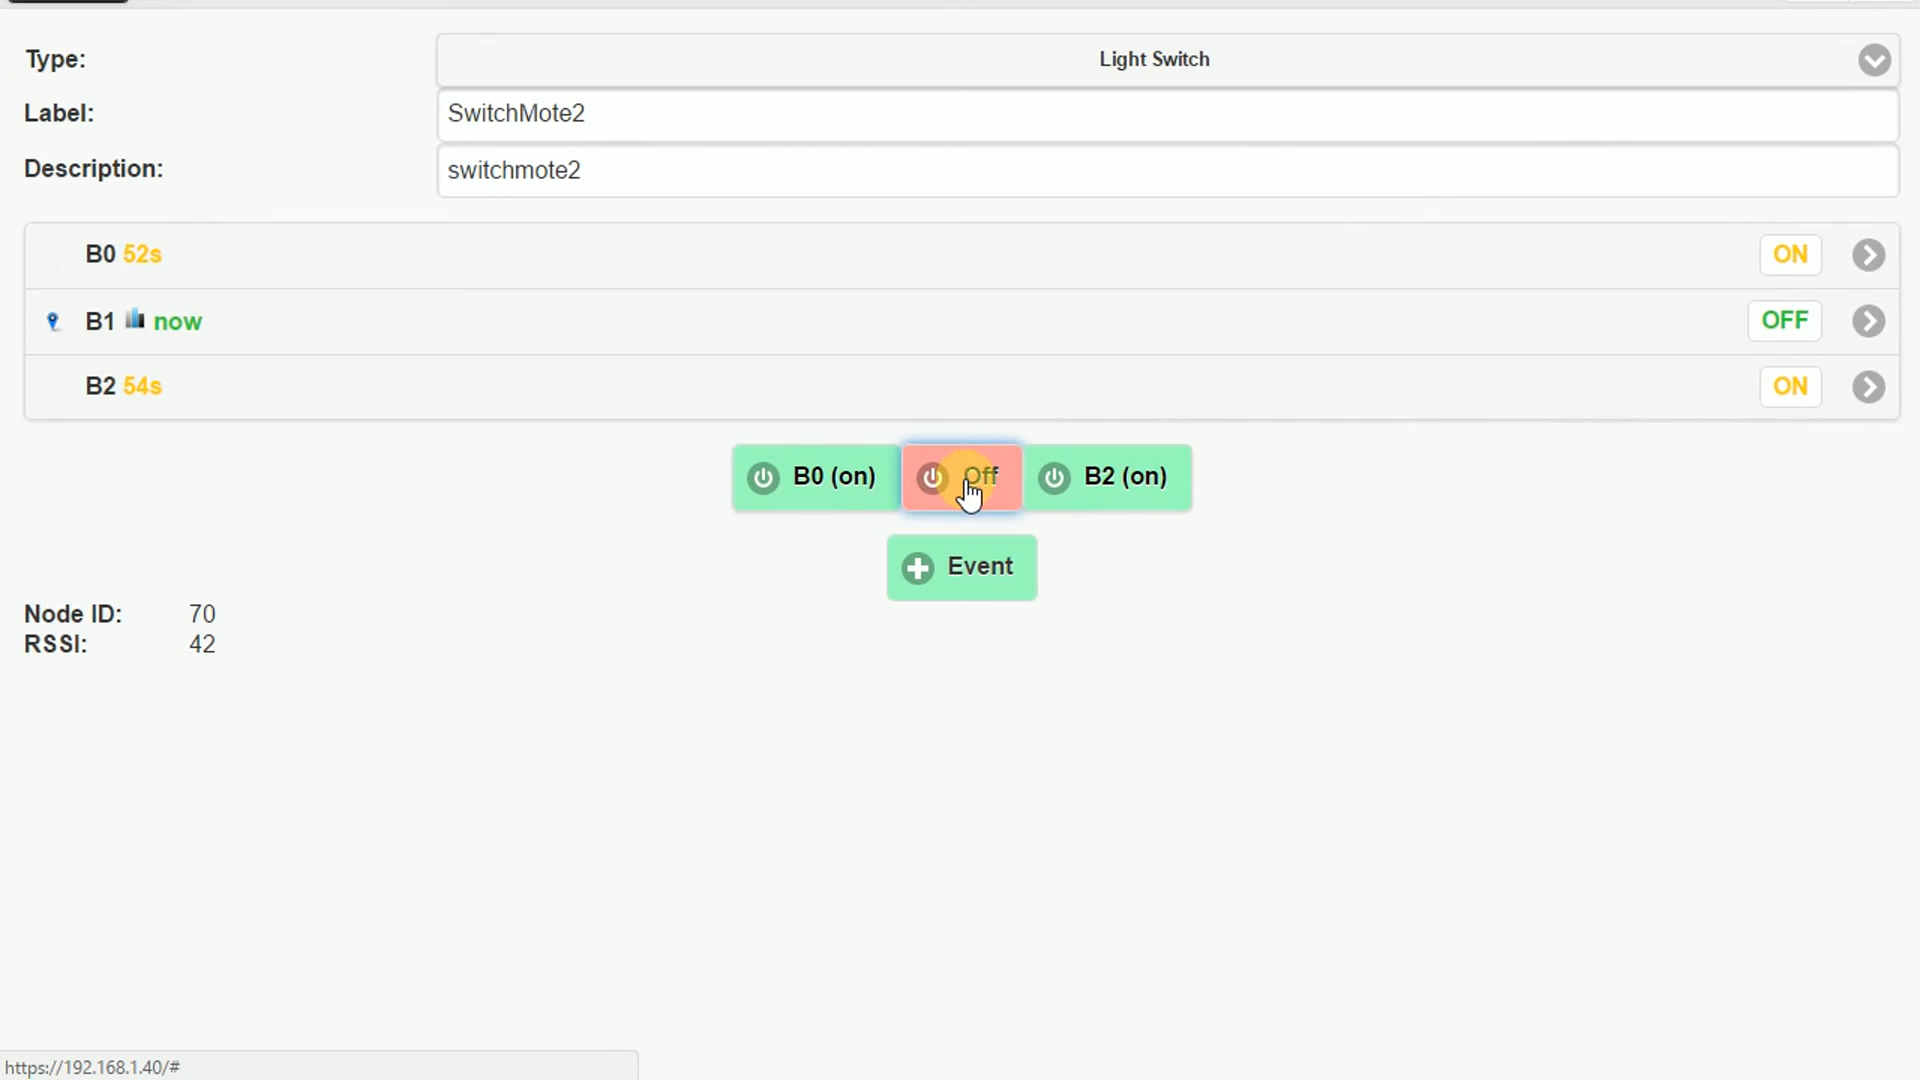 Type: Light Switch
Label: SwitchMote2
Description: switchmote2
B0 52s ON
B1 now OFF
B2 54s ON
B0 (on) Off B2 (on)
Event
Node ID: 70
RSSI: 42
https://192.168.1.40/#